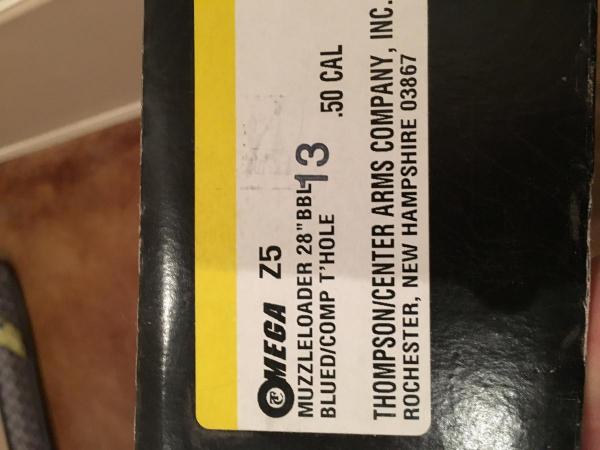 OMEGA Z5
MUZZLELOADER 28" BBL .50 CAL
13
BLUED/COMP T'HOLE
THOMPSON/CENTER ARMS COMPANY, INC.
ROCHESTER, NEW HAMPSHIRE 03867